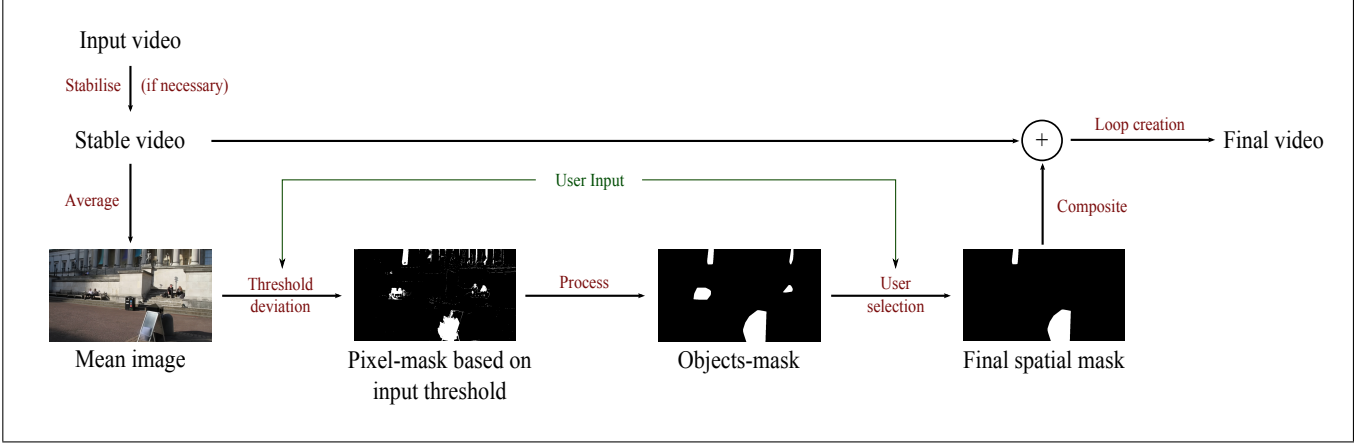 Input video
Stabilise (if necessary)
Stable video
+
Loop creation
Final video
User Input
Average
Composite
Threshold
deviation
Process
User
selection
Mean image
Pixel-mask based on
input threshold
Objects-mask
Final spatial mask